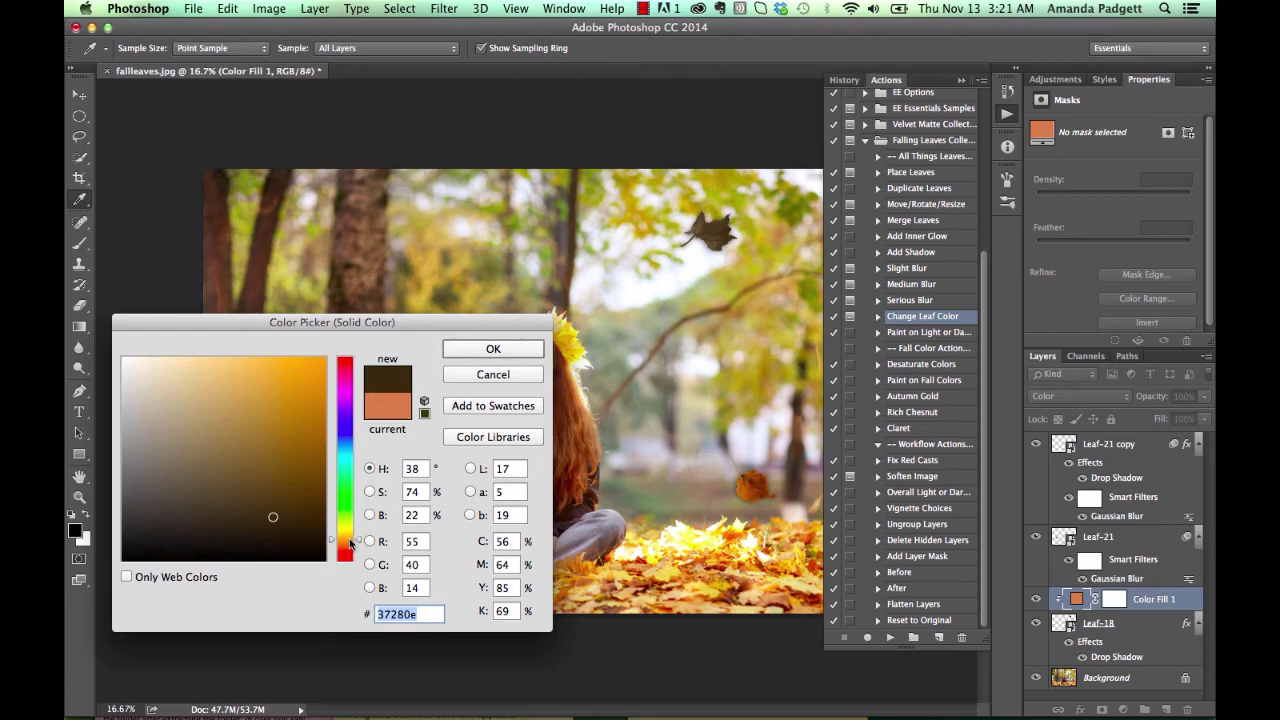 Photoshop File Edit Image Layer Type Select Filter 3D View Window Help 1 Thu Nov 13 3:21 AM Amanda Padgett
Adobe Photoshop CC 2014
Sample Size: Point Sample Sample: All Layers Show Sampling Ring Essentials
fallleaves.jpg @ 16.7% (Color Fill 1, RGB/8#) *
History Actions
EE Options
EE Essentials Samples
Velvet Matte Collect...
Falling Leaves Colle...
-- All Things Leaves...
Place Leaves
Duplicate Leaves
Move/Rotate/Resize
Merge Leaves
Add Inner Glow
Add Shadow
Slight Blur
Medium Blur
Serious Blur
Change Leaf Color
Paint on Light or Da...
-- Fall Color Action...
Desaturate Colors
Paint on Fall Colors
Autumn Gold
Rich Chesnut
Claret
-- Workflow Actions...
Fix Red Casts
Soften Image
Overall Light or Dar...
Vignette Choices
Ungroup Layers
Delete Hidden Layers
Add Layer Mask
Before
After
Flatten Layers
Reset to Original
Adjustments Styles Properties
Masks
No mask selected
Density:
Feather:
Refine: Mask Edge...
Color Range...
Invert
Layers Channels Paths
Kind
Color Opacity: 100%
Lock: Fill: 100%
Leaf-21 copy fx
Effects
Drop Shadow
Smart Filters
Gaussian Blur
Leaf-21
Smart Filters
Gaussian Blur
Color Fill 1
Leaf-18 fx
Effects
Drop Shadow
Background
fx
Color Picker (Solid Color)
new
current
OK
Cancel
Add to Swatches
Color Libraries
H: 38 ° L: 17
S: 74 % a: 5
B: 22 % b: 19
R: 55 C: 56 %
G: 40 M: 64 %
B: 14 Y: 85 %
# 37280e K: 69 %
Only Web Colors
16.67% Doc: 47.7M/53.7M